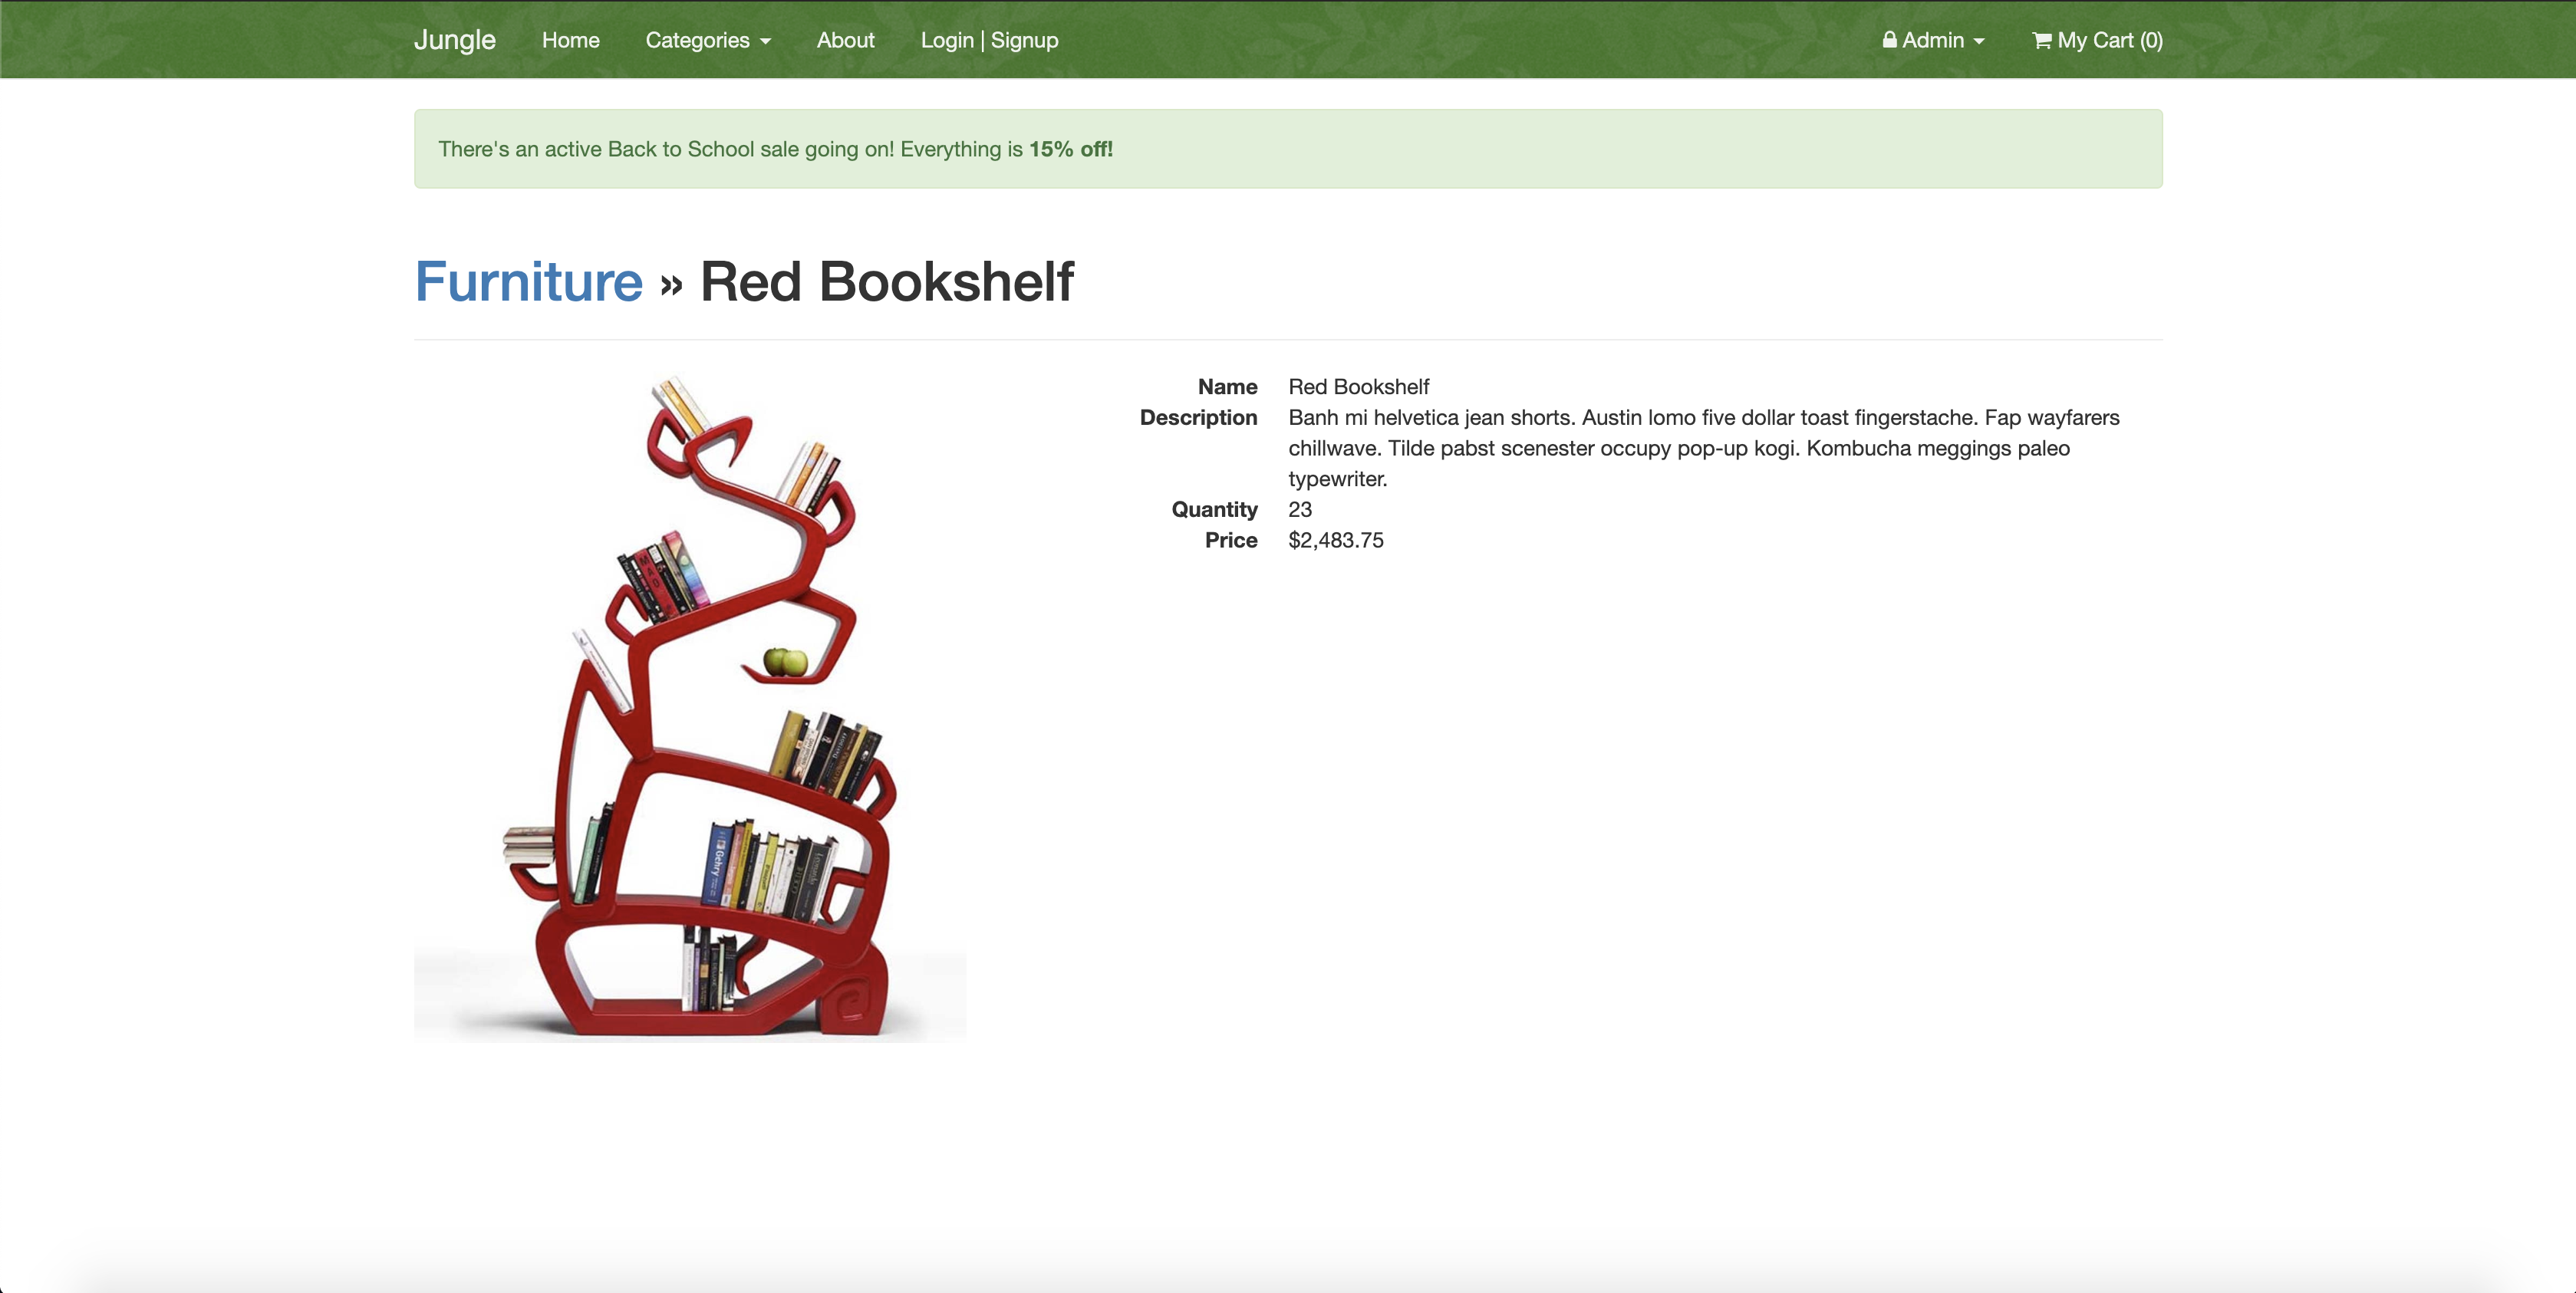 Jungle Home Categories About Login | Signup Admin My Cart (0)
There's an active Back to School sale going on! Everything is 15% off!
Furniture » Red Bookshelf
Name Red Bookshelf
Description Banh mi helvetica jean shorts. Austin lomo five dollar toast fingerstache. Fap wayfarers
chillwave. Tilde pabst scenester occupy pop-up kogi. Kombucha meggings paleo
typewriter.
Quantity 23
Price $2,483.75
MAD
Gehry